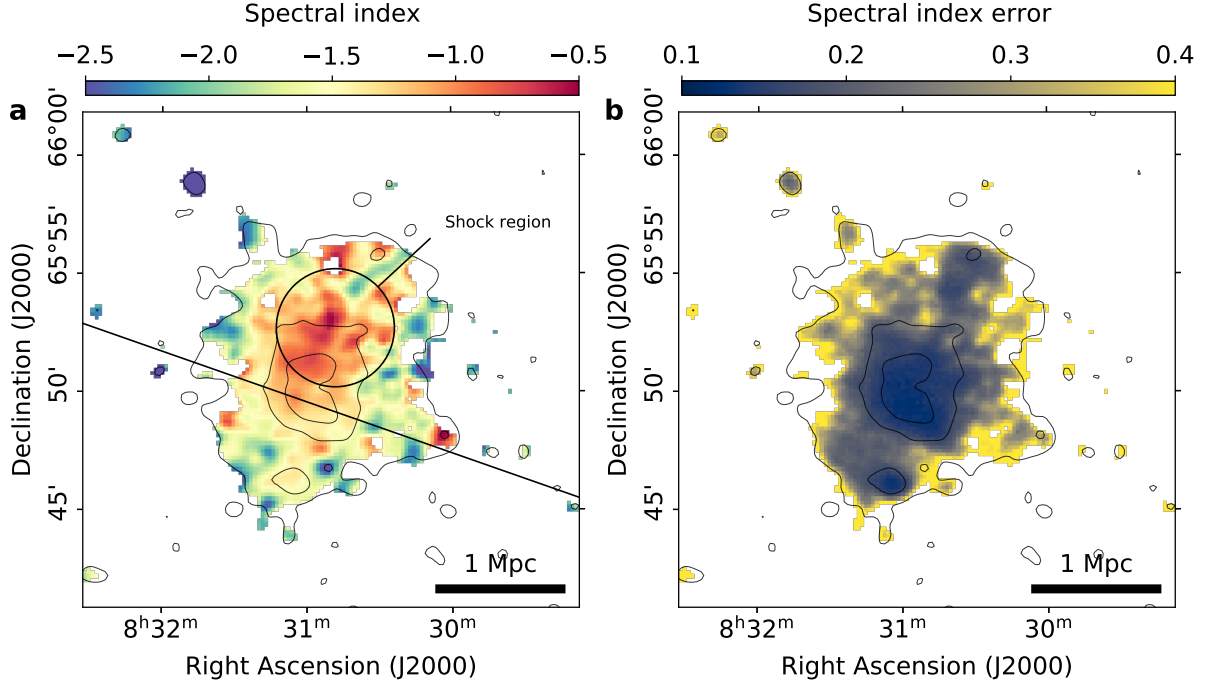 Spectral index
−2.5 −2.0 −1.5 −1.0 −0.5
a
66°00'
65°55'
65°50'
65°45'
Declination (J2000)
Shock region
1 Mpc
8ʰ32ᵐ 31ᵐ 30ᵐ
Right Ascension (J2000)
Spectral index error
0.1 0.2 0.3 0.4
b
66°00'
65°55'
50'
45'
Declination (J2000)
1 Mpc
8ʰ32ᵐ 31ᵐ 30ᵐ
Right Ascension (J2000)